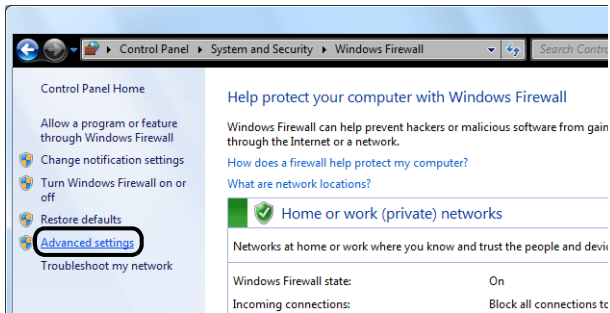 Control Panel ▸ System and Security ▸ Windows Firewall
Search Contro
Control Panel Home
Allow a program or feature
through Windows Firewall
Change notification settings
Turn Windows Firewall on or
off
Restore defaults
Advanced settings
Troubleshoot my network
Help protect your computer with Windows Firewall
Windows Firewall can help prevent hackers or malicious software from gain
through the Internet or a network.
How does a firewall help protect my computer?
What are network locations?
Home or work (private) networks
Networks at home or work where you know and trust the people and devic
Windows Firewall state: On
Incoming connections: Block all connections to